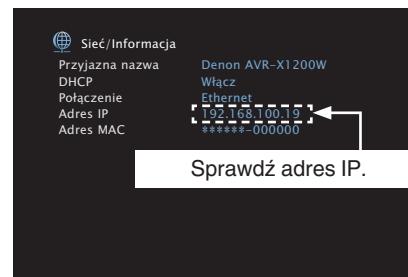 Sieć/Informacja
Przyjazna nazwa Denon AVR-X1200W
DHCP Włącz
Połączenie Ethernet
Adres IP 192.168.100.19
Adres MAC ******-000000
Sprawdź adres IP.